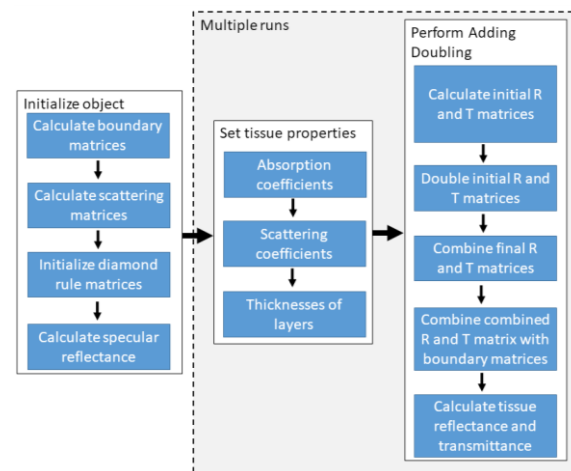 Multiple runs
Initialize object
Calculate boundary
matrices
Calculate scattering
matrices
Initialize diamond
rule matrices
Calculate specular
reflectance
Set tissue properties
Absorption
coefficients
Scattering
coefficients
Thicknesses of
layers
Perform Adding
Doubling
Calculate initial R
and T matrices
Double initial R and
T matrices
Combine final R
and T matrices
Combine combined
R and T matrix with
boundary matrices
Calculate tissue
reflectance and
transmittance